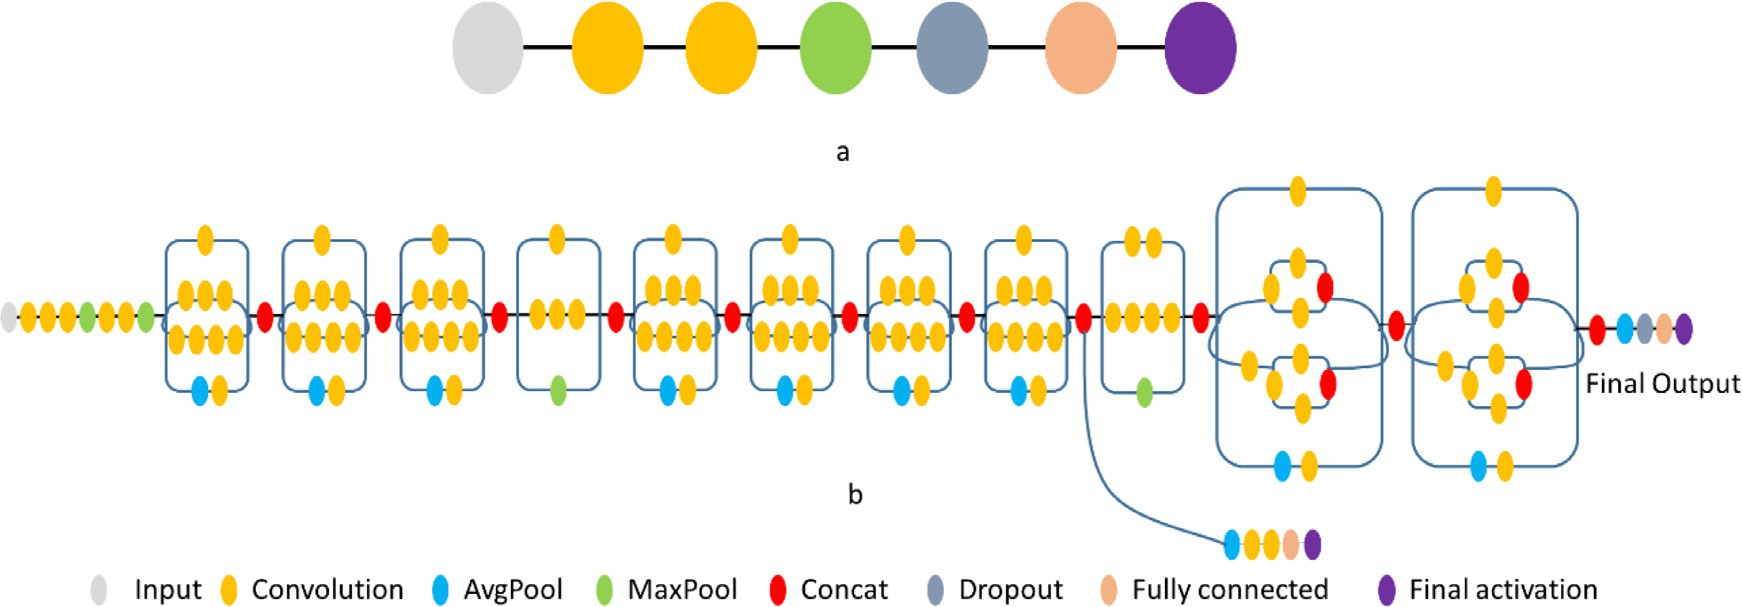 a
Final Output
b
Input Convolution AvgPool MaxPool Concat Dropout Fully connected Final activation